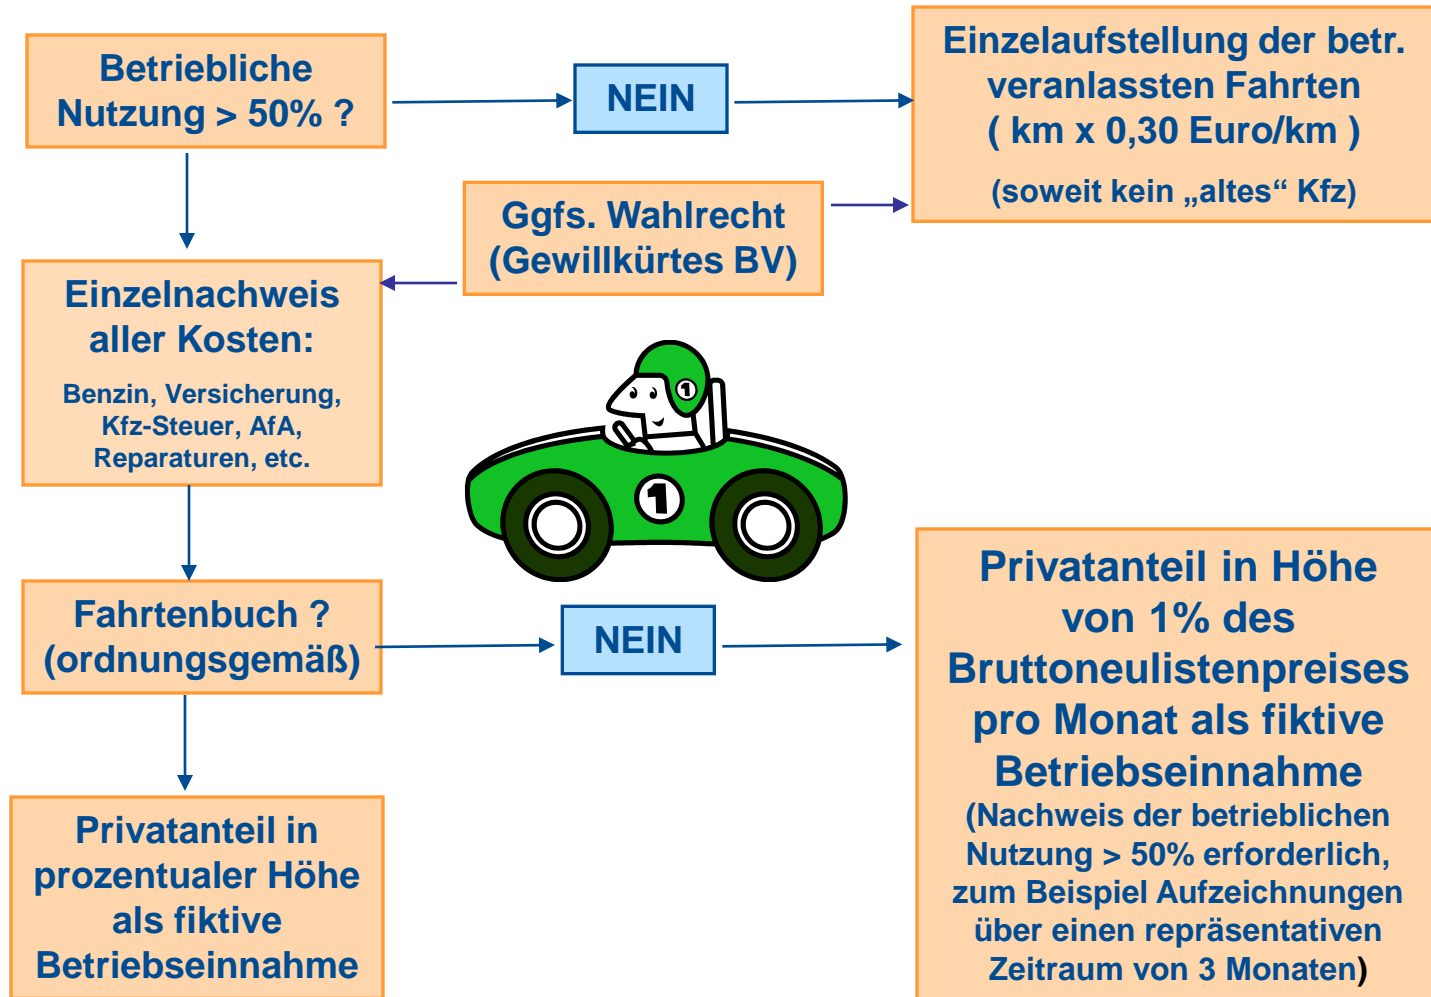 Betriebliche
Nutzung > 50% ?
NEIN
Einzelaufstellung der betr.
veranlassten Fahrten
( km x 0,30 Euro/km )
(soweit kein „altes“ Kfz)
Ggfs. Wahlrecht
(Gewillkürtes BV)
Einzelnachweis
aller Kosten:
Benzin, Versicherung,
Kfz-Steuer, AfA,
Reparaturen, etc.
1
1
Fahrtenbuch ?
(ordnungsgemäß)
NEIN
Privatanteil in Höhe
von 1% des
Bruttoneulistenpreises
pro Monat als fiktive
Betriebseinnahme
(Nachweis der betrieblichen
Nutzung > 50% erforderlich,
zum Beispiel Aufzeichnungen
über einen repräsentativen
Zeitraum von 3 Monaten)
Privatanteil in
prozentualer Höhe
als fiktive
Betriebseinnahme